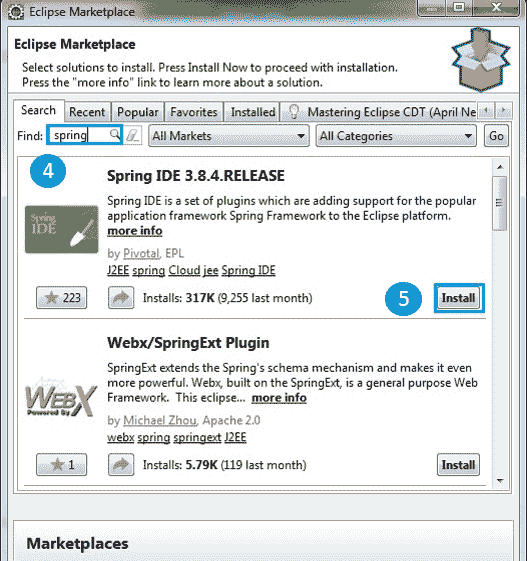 Eclipse Marketplace
Eclipse Marketplace
Select solutions to install. Press Install Now to proceed with installation.
Press the "more info" link to learn more about a solution.
Search Recent Popular Favorites Installed Mastering Eclipse CDT (April Ne
Find: spring All Markets All Categories Go
4
Spring IDE 3.8.4.RELEASE
Spring IDE
Spring IDE is a set of plugins which are adding support for the popular
application framework Spring Framework to the Eclipse platform.
more info
by Pivotal, EPL
J2EE spring Cloud jee Spring IDE
223 Installs: 317K (9,255 last month) 5 Install
Webx/SpringExt Plugin
SpringExt extends the Spring's schema mechanism and makes it even
more powerful. Webx, built on the SpringExt, is a general purpose Web
Framework. This eclipse... more info
WEBX
Powered By
by Michael Zhou, Apache 2.0
webx spring springext J2EE
1 Installs: 5.79K (119 last month) Install
Marketplaces